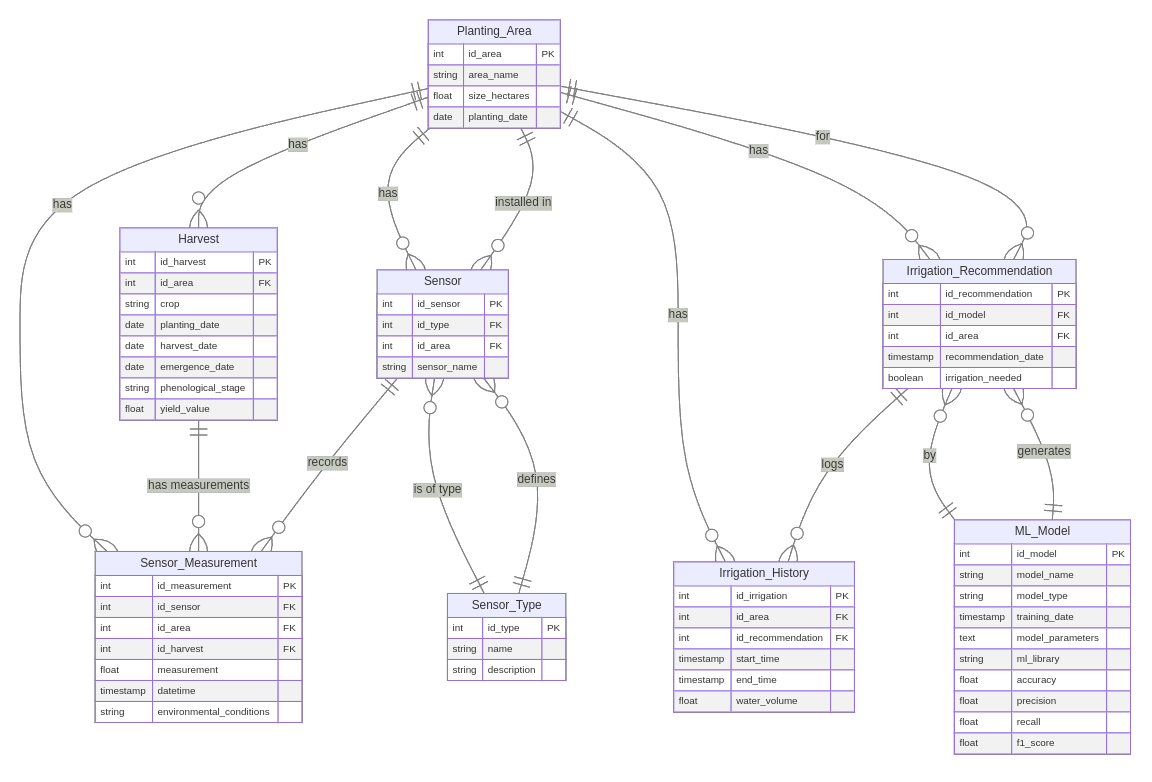 Planting_Area
int id_area PK
string area_name
float size_hectares
date planting_date
has
has
has
installed in
has
for
has
Harvest
int id_harvest PK
int id_area FK
string crop
date planting_date
date harvest_date
date emergence_date
string phenological_stage
float yield_value
Sensor
int id_sensor PK
int id_type FK
int id_area FK
string sensor_name
Irrigation_Recommendation
int id_recommendation PK
int id_model FK
int id_area FK
timestamp recommendation_date
boolean irrigation_needed
has measurements
records
is of type
defines
logs
by
generates
Sensor_Measurement
int id_measurement PK
int id_sensor FK
int id_area FK
int id_harvest FK
float measurement
timestamp datetime
string environmental_conditions
Sensor_Type
int id_type PK
string name
string description
Irrigation_History
int id_irrigation PK
int id_area FK
int id_recommendation FK
timestamp start_time
timestamp end_time
float water_volume
ML_Model
int id_model PK
string model_name
string model_type
timestamp training_date
text model_parameters
string ml_library
float accuracy
float precision
float recall
float f1_score